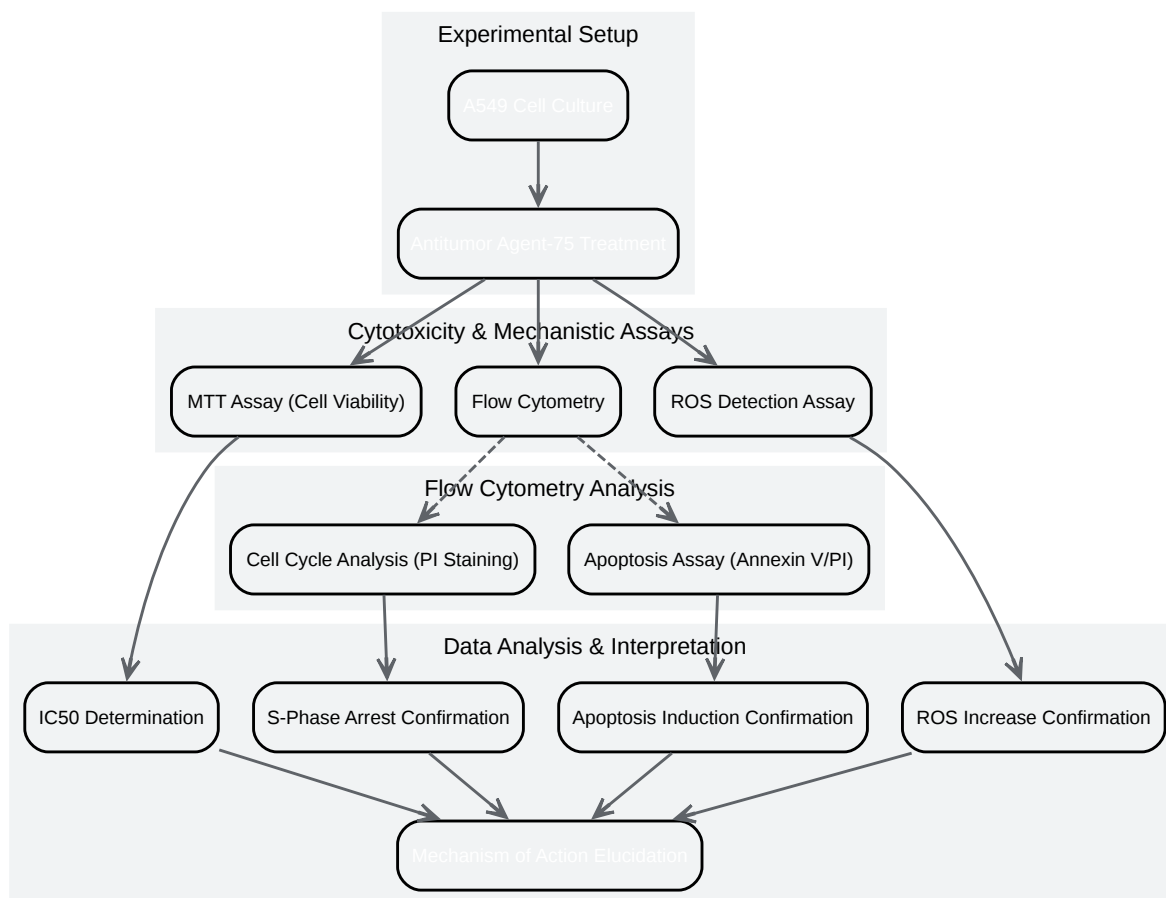 Experimental Setup
A549 Cell Culture
Antitumor Agent-75 Treatment
Cytotoxicity & Mechanistic Assays
MTT Assay (Cell Viability)
Flow Cytometry
ROS Detection Assay
Flow Cytometry Analysis
Cell Cycle Analysis (PI Staining)
Apoptosis Assay (Annexin V/PI)
Data Analysis & Interpretation
IC50 Determination
S-Phase Arrest Confirmation
Apoptosis Induction Confirmation
ROS Increase Confirmation
Mechanism of Action Elucidation